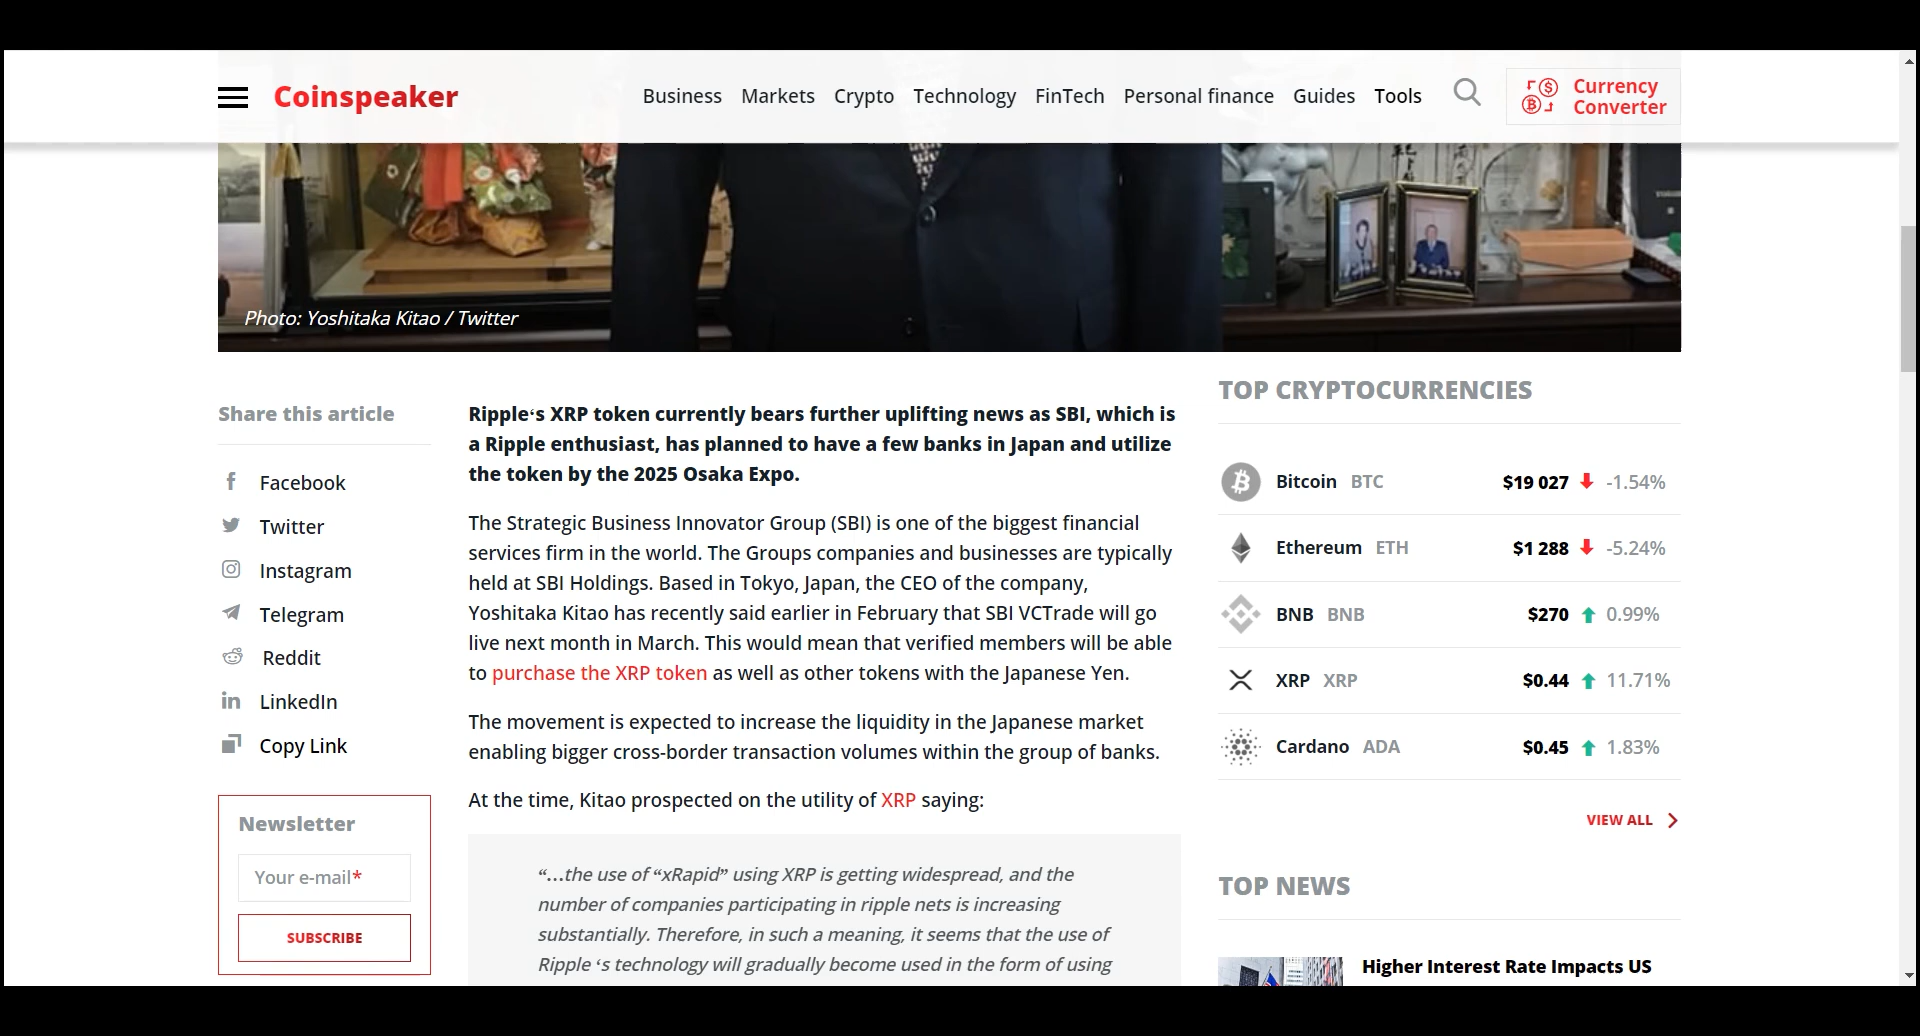 Coinspeaker
Business Markets Crypto Technology FinTech Personal finance Guides Tools
Currency
Converter
Photo: Yoshitaka Kitao / Twitter
Share this article
Facebook
Twitter
Instagram
Telegram
Reddit
LinkedIn
Copy Link
Newsletter
Your e-mail*
SUBSCRIBE
Ripple‘s XRP token currently bears further uplifting news as SBI, which is
a Ripple enthusiast, has planned to have a few banks in Japan and utilize
the token by the 2025 Osaka Expo.
The Strategic Business Innovator Group (SBI) is one of the biggest financial
services firm in the world. The Groups companies and businesses are typically
held at SBI Holdings. Based in Tokyo, Japan, the CEO of the company,
Yoshitaka Kitao has recently said earlier in February that SBI VCTrade will go
live next month in March. This would mean that verified members will be able
to purchase the XRP token as well as other tokens with the Japanese Yen.
The movement is expected to increase the liquidity in the Japanese market
enabling bigger cross-border transaction volumes within the group of banks.
At the time, Kitao prospected on the utility of XRP saying:
“…the use of “xRapid” using XRP is getting widespread, and the
number of companies participating in ripple nets is increasing
substantially. Therefore, in such a meaning, it seems that the use of
Ripple ‘s technology will gradually become used in the form of using
TOP CRYPTOCURRENCIES
Bitcoin BTC $19 027 -1.54%
Ethereum ETH $1 288 -5.24%
BNB BNB $270 0.99%
XRP XRP $0.44 11.71%
Cardano ADA $0.45 1.83%
VIEW ALL
TOP NEWS
Higher Interest Rate Impacts US